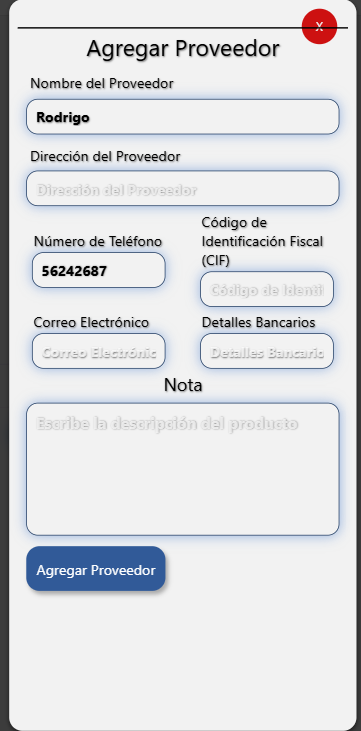 x
Agregar Proveedor
Nombre del Proveedor
Rodrigo
Dirección del Proveedor
Dirección del Proveedor
Número de Teléfono
56242687
Código de
Identificación Fiscal
(CIF)
Código de Identi
Correo Electrónico
Correo Electrónic
Detalles Bancarios
Detalles Bancario
Nota
Escribe la descripción del producto
Agregar Proveedor